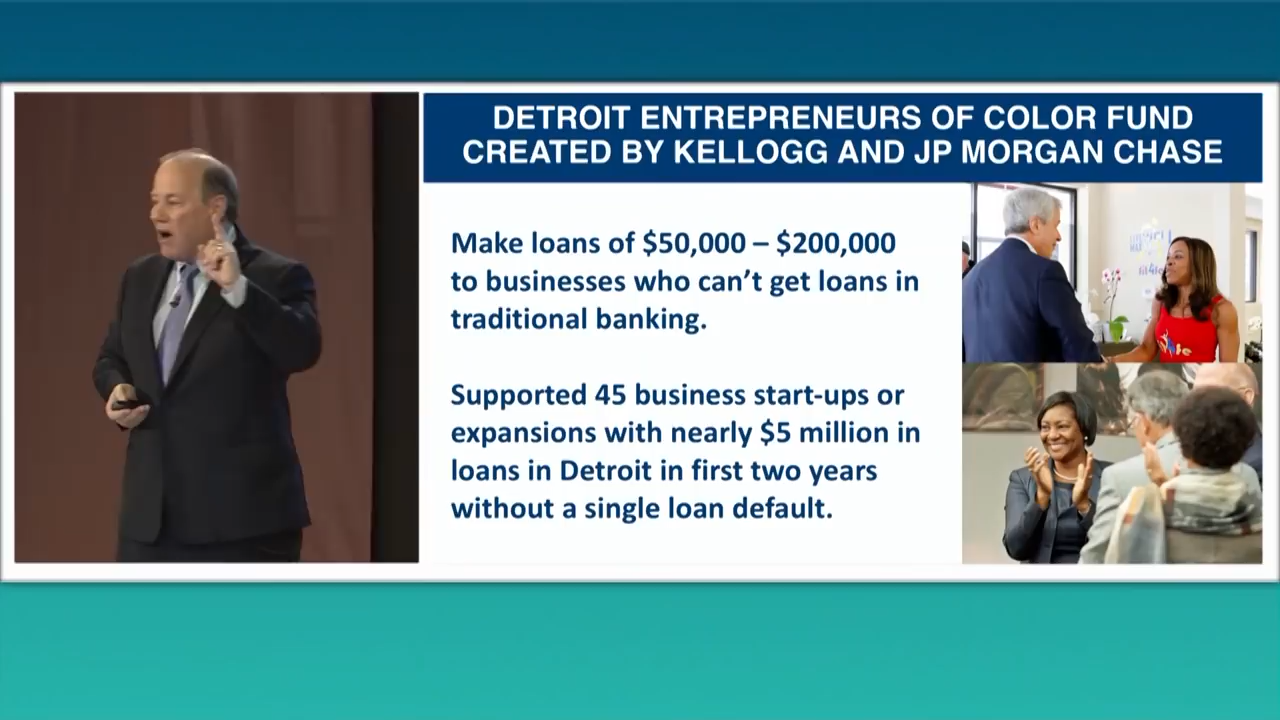 DETROIT ENTREPRENEURS OF COLOR FUND
CREATED BY KELLOGG AND JP MORGAN CHASE
Make loans of $50,000 – $200,000
to businesses who can’t get loans in
traditional banking.
Supported 45 business start-ups or
expansions with nearly $5 million in
loans in Detroit in first two years
without a single loan default.